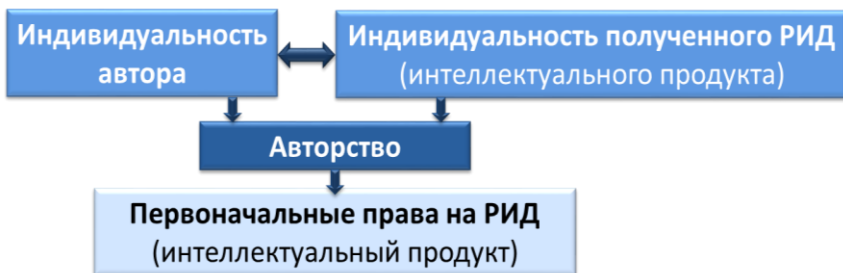 Индивидуальность
автора
Индивидуальность полученного РИД
(интеллектуального продукта)
Авторство
Первоначальные права на РИД
(интеллектуальный продукт)